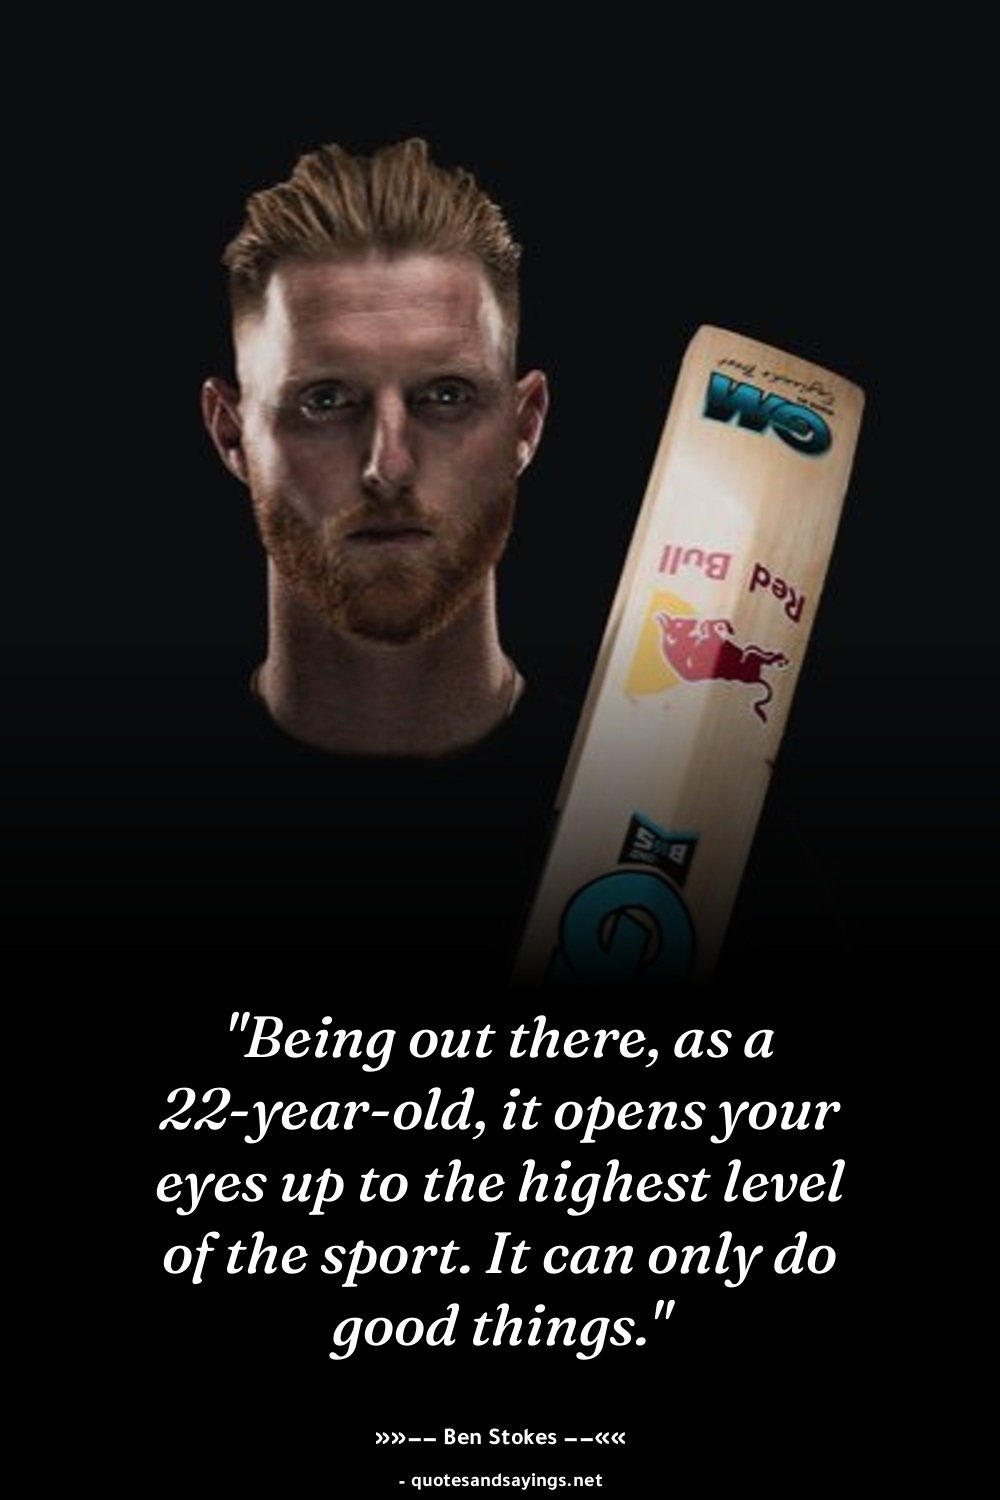 GM
Red Bull
"Being out there, as a
22-year-old, it opens your
eyes up to the highest level
of the sport. It can only do
good things."
»»–– Ben Stokes ––««
- quotesandsayings.net